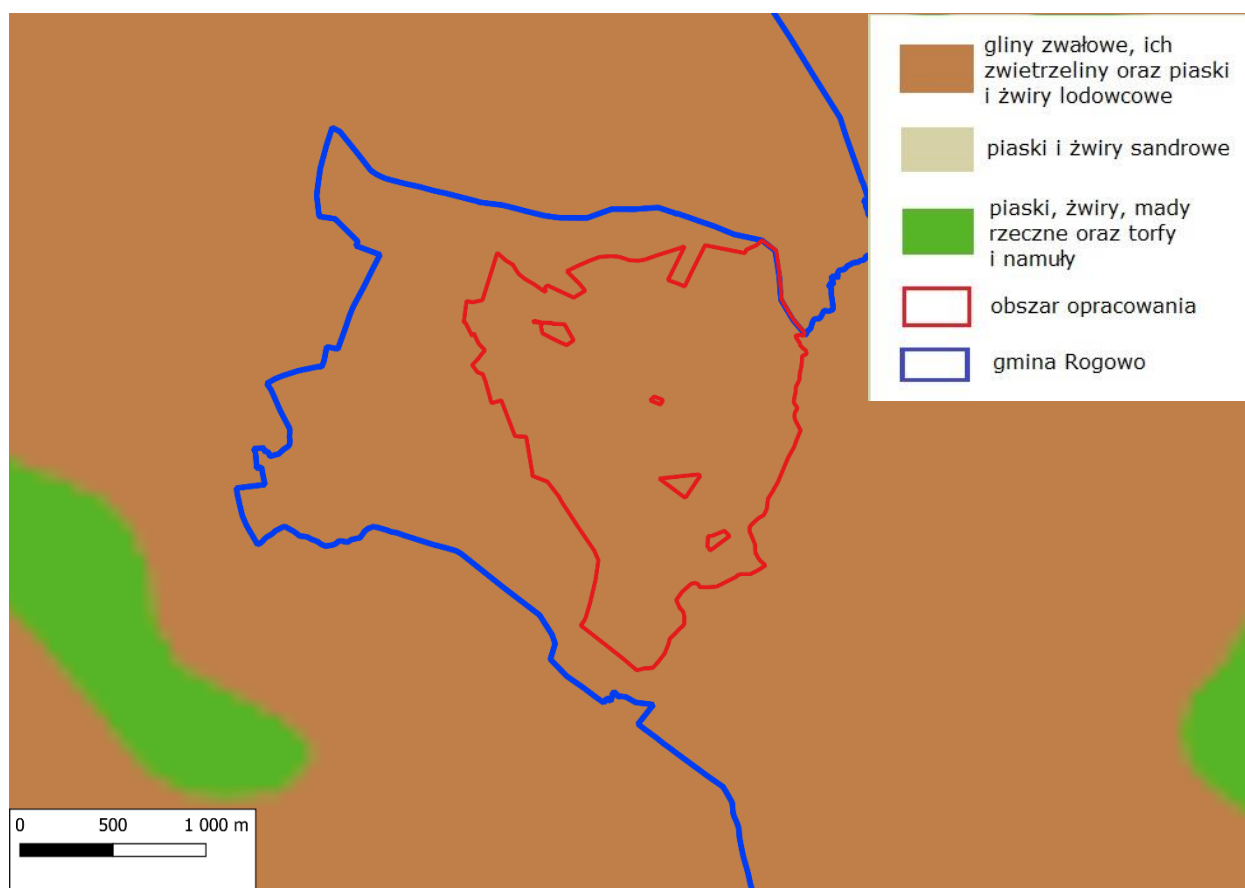 gliny zwałowe, ich
zwietrzeliny oraz piaski
i żwiry lodowcowe
piaski i żwiry sandrowe
piaski, żwiry, mady
rzeczne oraz torfy
i namuły
obszar opracowania
gmina Rogowo
0 500 1 000 m